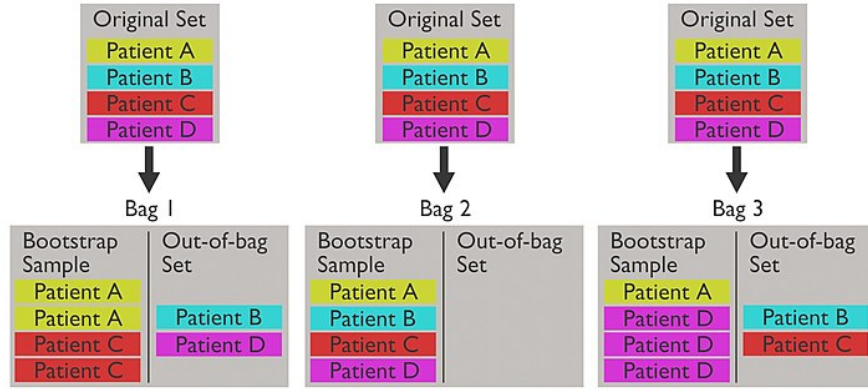 Original Set
Patient A
Patient B
Patient C
Patient D
Original Set
Patient A
Patient B
Patient C
Patient D
Original Set
Patient A
Patient B
Patient C
Patient D
Bag 1
Bootstrap
Sample
Patient A
Patient A
Patient C
Patient C
Out-of-bag
Set
Patient B
Patient D
Bag 2
Bootstrap
Sample
Patient A
Patient B
Patient C
Patient D
Out-of-bag
Set
Bag 3
Bootstrap
Sample
Patient A
Patient D
Patient D
Patient D
Out-of-bag
Set
Patient B
Patient C